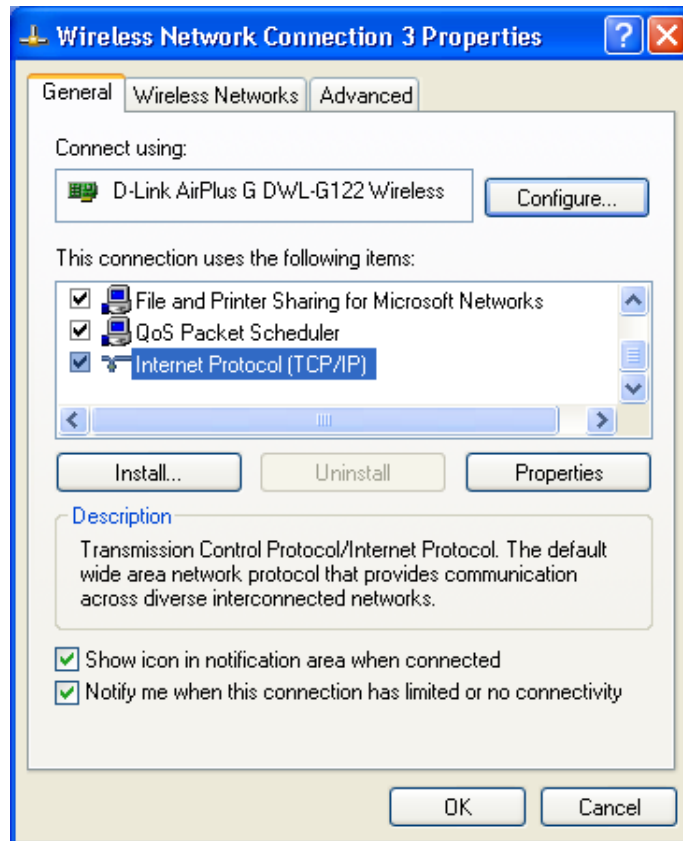 Wireless Network Connection 3 Properties
General Wireless Networks Advanced
Connect using:
D-Link AirPlus G DWL-G122 Wireless Configure...
This connection uses the following items:
File and Printer Sharing for Microsoft Networks
QoS Packet Scheduler
Internet Protocol (TCP/IP)
Install... Uninstall Properties
Description
Transmission Control Protocol/Internet Protocol. The default
wide area network protocol that provides communication
across diverse interconnected networks.
Show icon in notification area when connected
Notify me when this connection has limited or no connectivity
OK Cancel